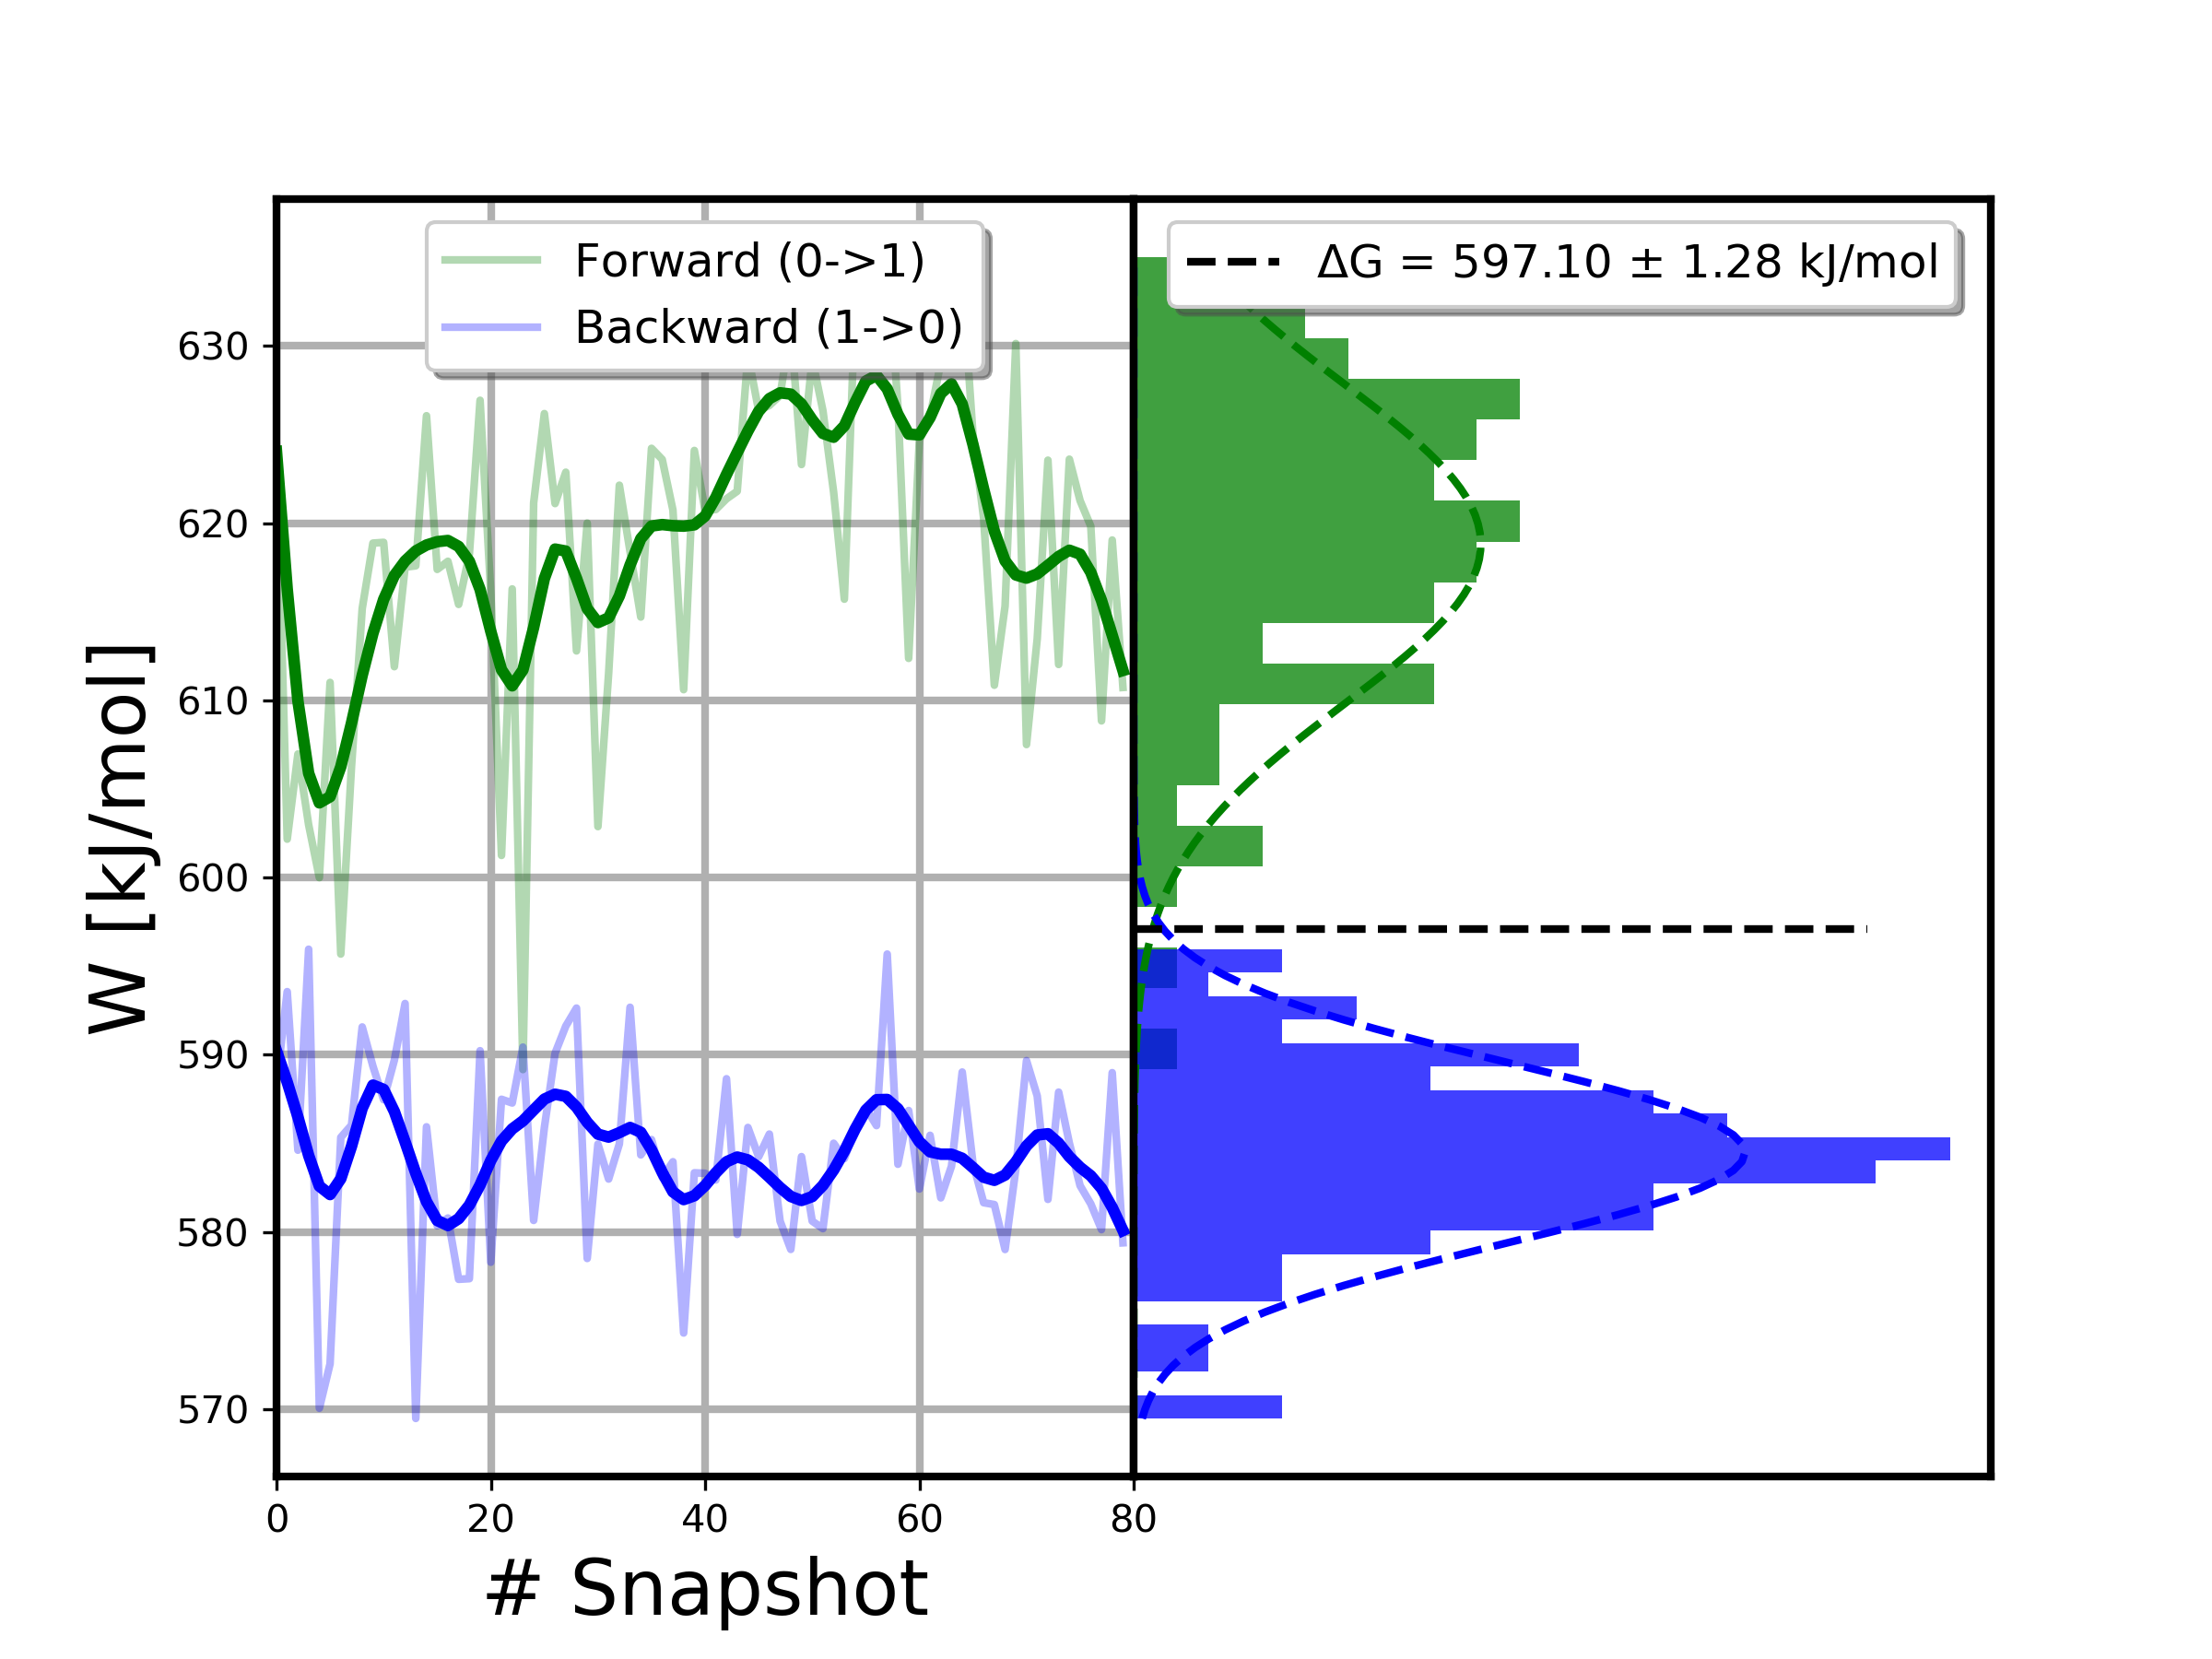 Forward (0->1)
Backward (1->0)
ΔG = 597.10 ± 1.28 kJ/mol
630
620
610
600
590
580
570
W [kJ/mol]
0 20 40 60 80
# Snapshot